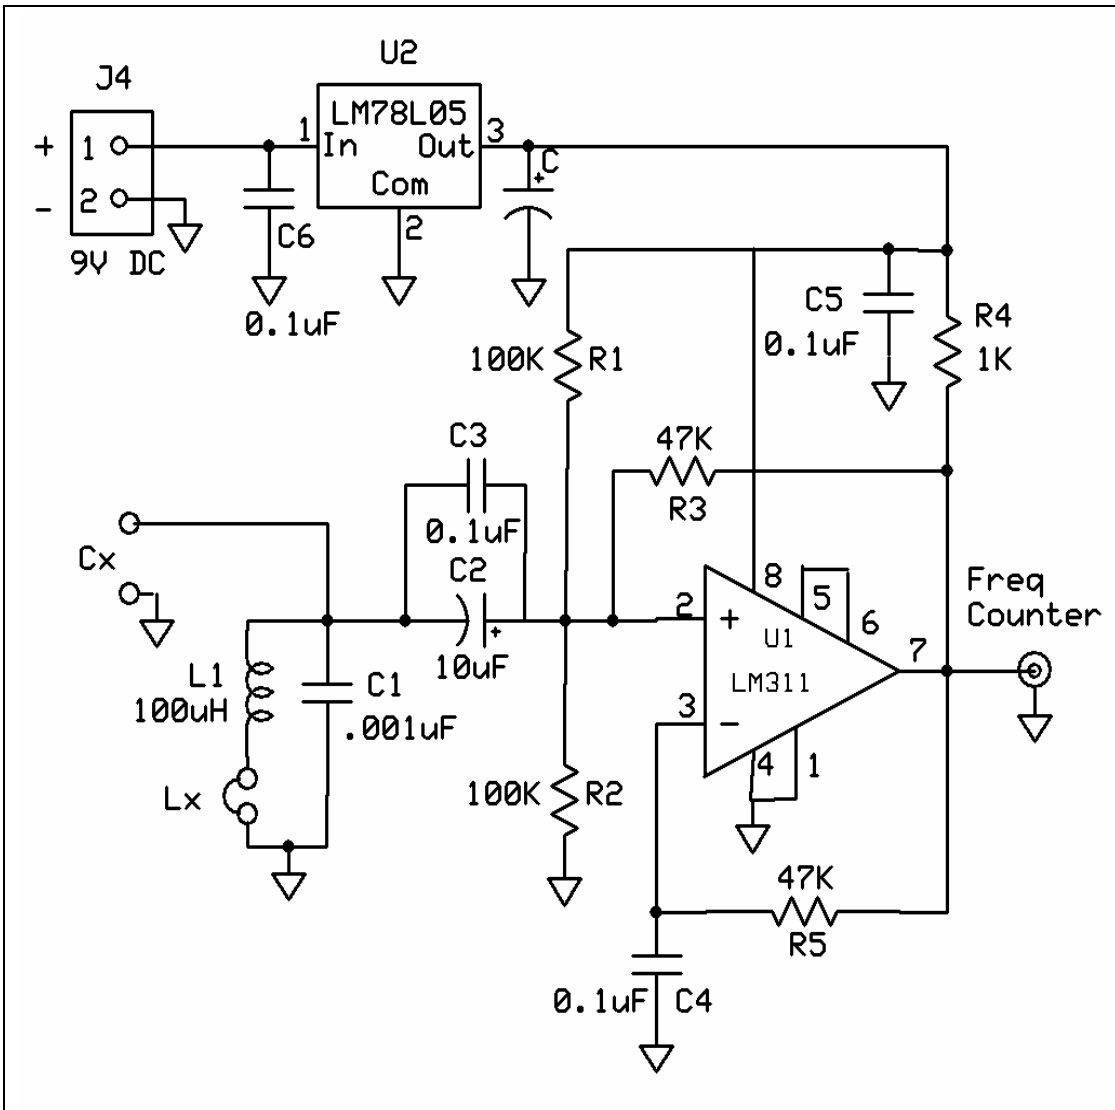 U2
J4
LM78L05
+ 1
1 In Out 3
+ C
Com
- 2
2
C6
9V DC
0.1uF
C5
0.1uF
R4
1K
100K R1
C3
0.1uF
47K
R3
Cx
C2
+
10uF
8
5
6
Freq
Counter
2 +
U1
LM311
7
L1
100uH
C1
.001uF
3 -
4 1
Lx
100K R2
47K
R5
0.1uF C4